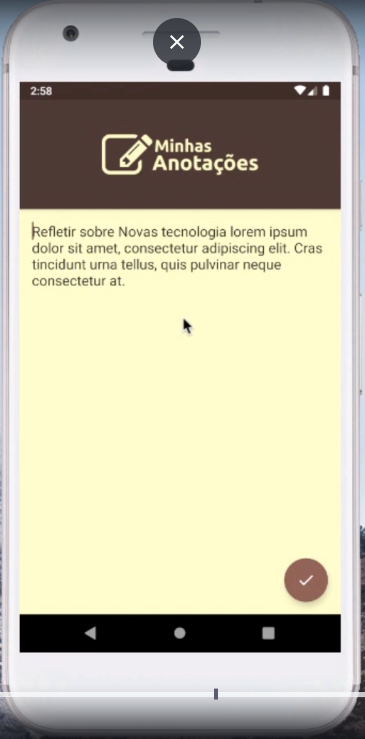 2:58
Minhas
Anotações
Refletir sobre Novas tecnologia lorem ipsum
dolor sit amet, consectetur adipiscing elit. Cras
tincidunt urna tellus, quis pulvinar neque
consectetur at.